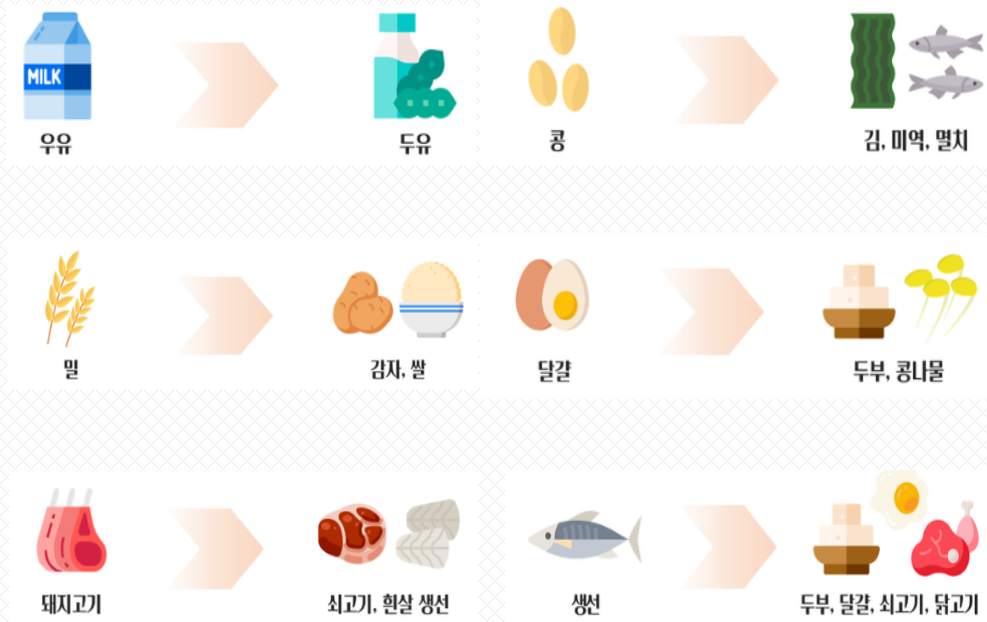 MILK
우유
두유
콩
김, 미역, 멸치
밀
감자, 쌀
달걀
두부, 콩나물
돼지고기
쇠고기, 흰살 생선
생선
두부, 달걀, 쇠고기, 닭고기